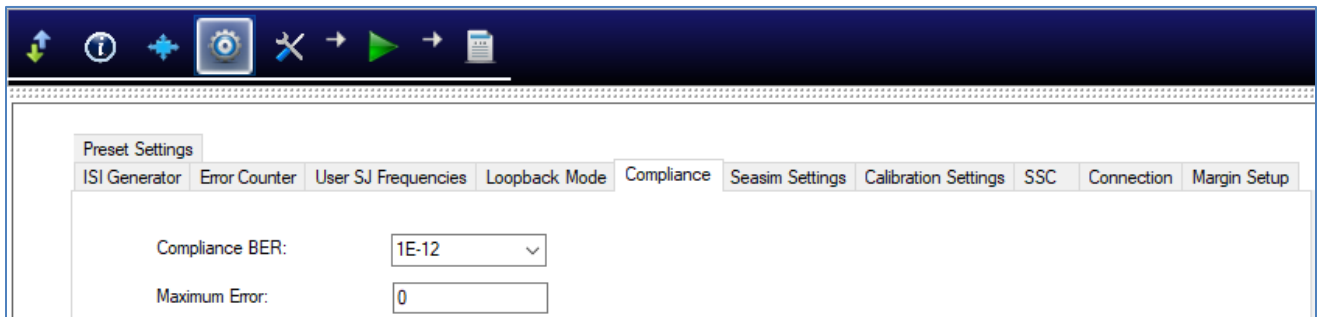 Preset Settings
ISI Generator Error Counter User SJ Frequencies Loopback Mode Compliance Seasim Settings Calibration Settings SSC Connection Margin Setup
Compliance BER: 1E-12
Maximum Error: 0